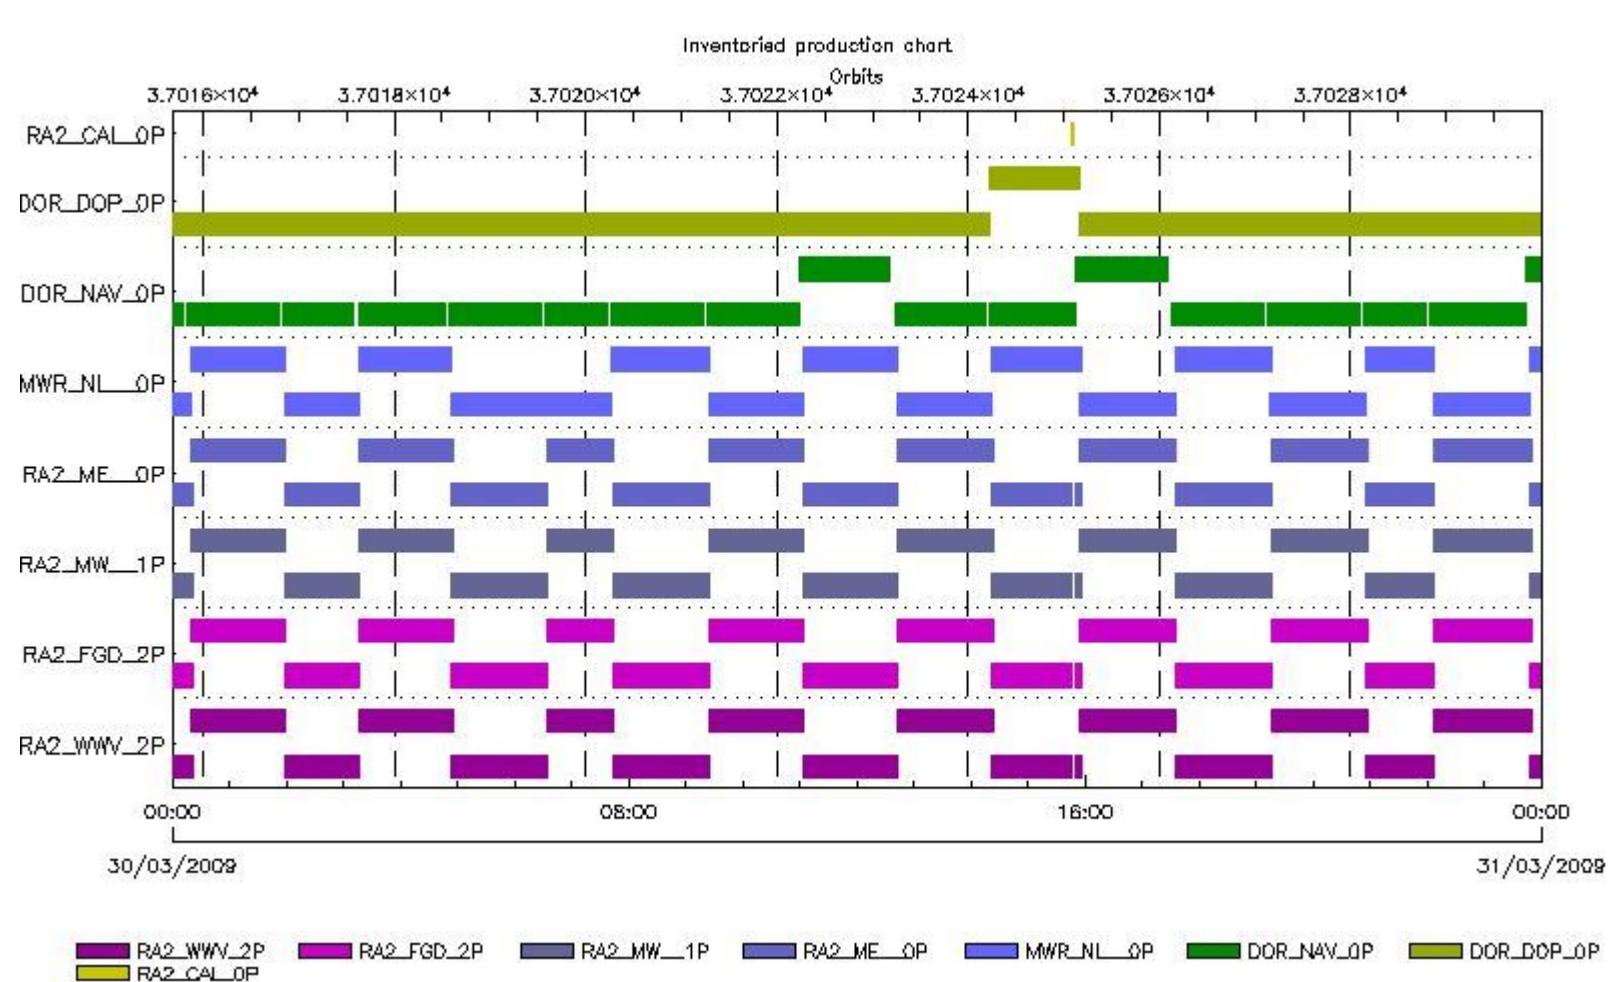 Inventoried production chart
Orbits
3.7016×10⁴ 3.7018×10⁴ 3.7020×10⁴ 3.7022×10⁴ 3.7024×10⁴ 3.7026×10⁴ 3.7028×10⁴
RA2_CAL_0P
DOR_DOP_0P
DOR_NAV_0P
MWR_NL__0P
RA2_ME__0P
RA2_MW__1P
RA2_FGD_2P
RA2_WWV_2P
00:00 08:00 16:00 00:00
30/03/2009 31/03/2009
RA2_WWV_2P RA2_FGD_2P RA2_MW__1P RA2_ME__0P MWR_NL__0P DOR_NAV_0P DOR_DOP_0P
RA2_CAL_0P